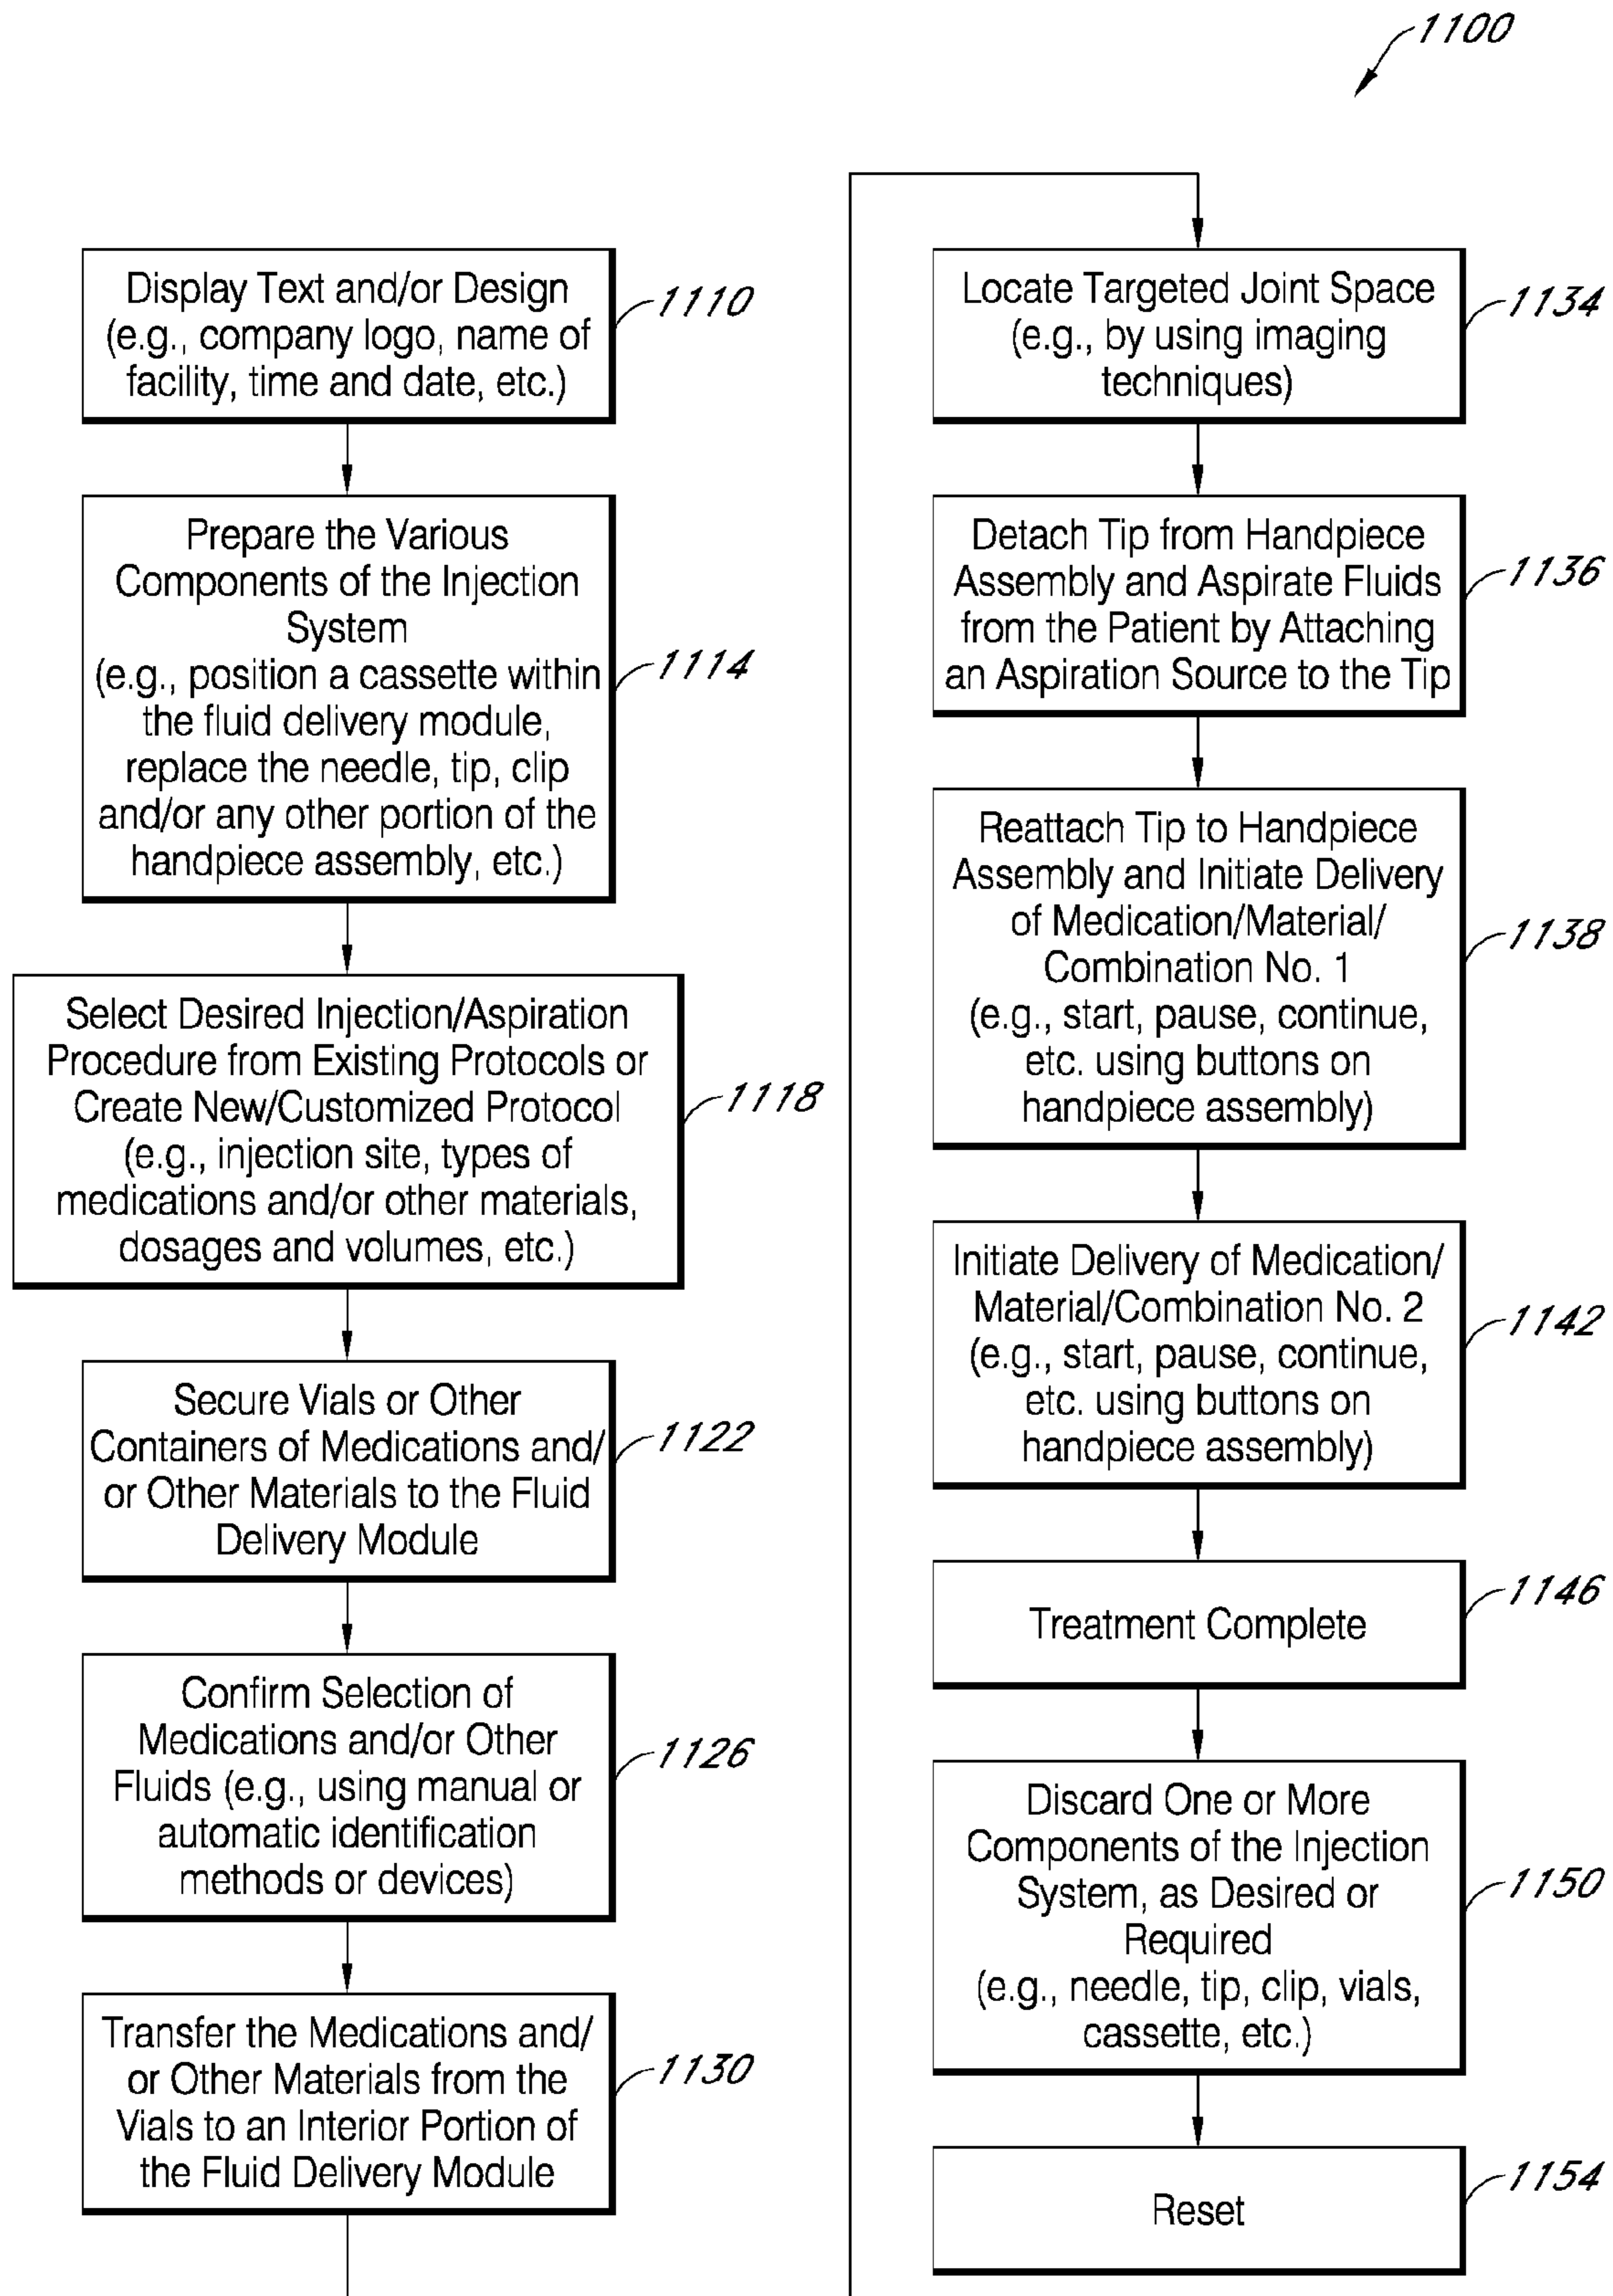 1100
Display Text and/or Design
(e.g., company logo, name of
facility, time and date, etc.)
1110
Prepare the Various
Components of the Injection
System
(e.g., position a cassette within
the fluid delivery module,
replace the needle, tip, clip
and/or any other portion of the
handpiece assembly, etc.)
1114
Select Desired Injection/Aspiration
Procedure from Existing Protocols or
Create New/Customized Protocol
(e.g., injection site, types of
medications and/or other materials,
dosages and volumes, etc.)
1118
Secure Vials or Other
Containers of Medications and/
or Other Materials to the Fluid
Delivery Module
1122
Confirm Selection of
Medications and/or Other
Fluids (e.g., using manual or
automatic identification
methods or devices)
1126
Transfer the Medications and/
or Other Materials from the
Vials to an Interior Portion of
the Fluid Delivery Module
1130
Locate Targeted Joint Space
(e.g., by using imaging
techniques)
1134
Detach Tip from Handpiece
Assembly and Aspirate Fluids
from the Patient by Attaching
an Aspiration Source to the Tip
1136
Reattach Tip to Handpiece
Assembly and Initiate Delivery
of Medication/Material/
Combination No. 1
(e.g., start, pause, continue,
etc. using buttons on
handpiece assembly)
1138
Initiate Delivery of Medication/
Material/Combination No. 2
(e.g., start, pause, continue,
etc. using buttons on
handpiece assembly)
1142
Treatment Complete
1146
Discard One or More
Components of the Injection
System, as Desired or
Required
(e.g., needle, tip, clip, vials,
cassette, etc.)
1150
Reset
1154